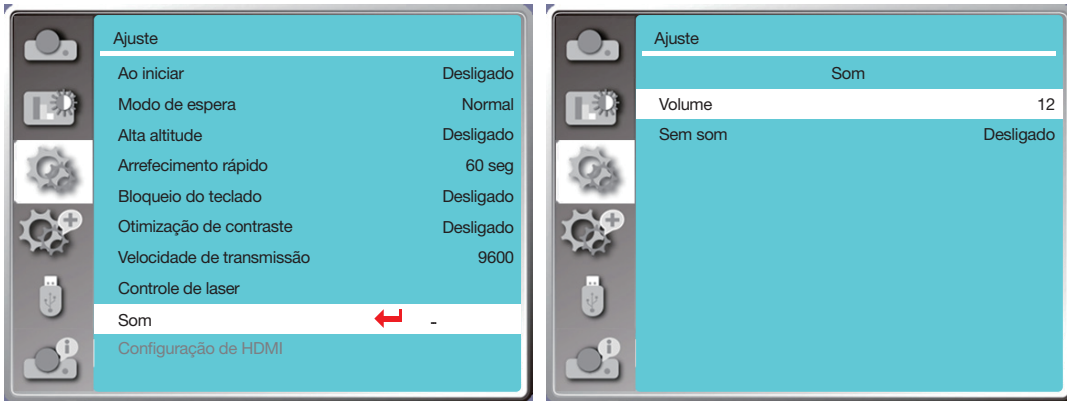 Ajuste
Ao iniciar Desligado
Modo de espera Normal
Alta altitude Desligado
Arrefecimento rápido 60 seg
Bloqueio do teclado Desligado
Otimização de contraste Desligado
Velocidade de transmissão 9600
Controle de laser
Som -
Configuração de HDMI
Ajuste
Som
Volume 12
Sem som Desligado